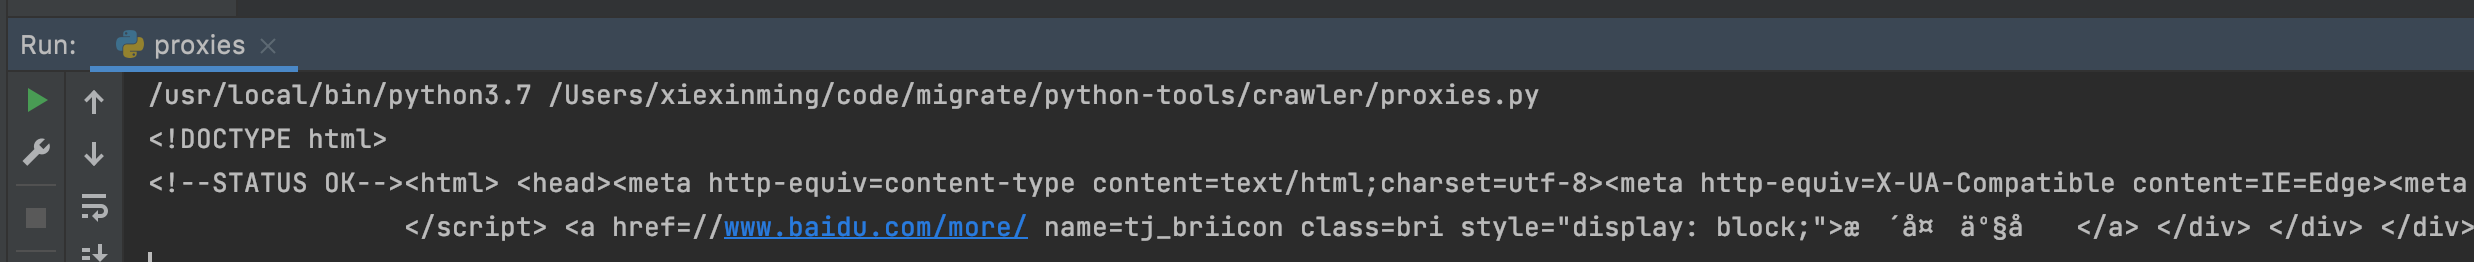 Run: proxies
/usr/local/bin/python3.7 /Users/xiexinming/code/migrate/python-tools/crawler/proxies.py
<!DOCTYPE html>
<!--STATUS OK--><html> <head><meta http-equiv=content-type content=text/html;charset=utf-8><meta http-equiv=X-UA-Compatible content=IE=Edge><meta
</script> <a href=//www.baidu.com/more/ name=tj_briicon class=bri style="display: block;">æ ´å¤ äº§å </a> </div> </div> </div>